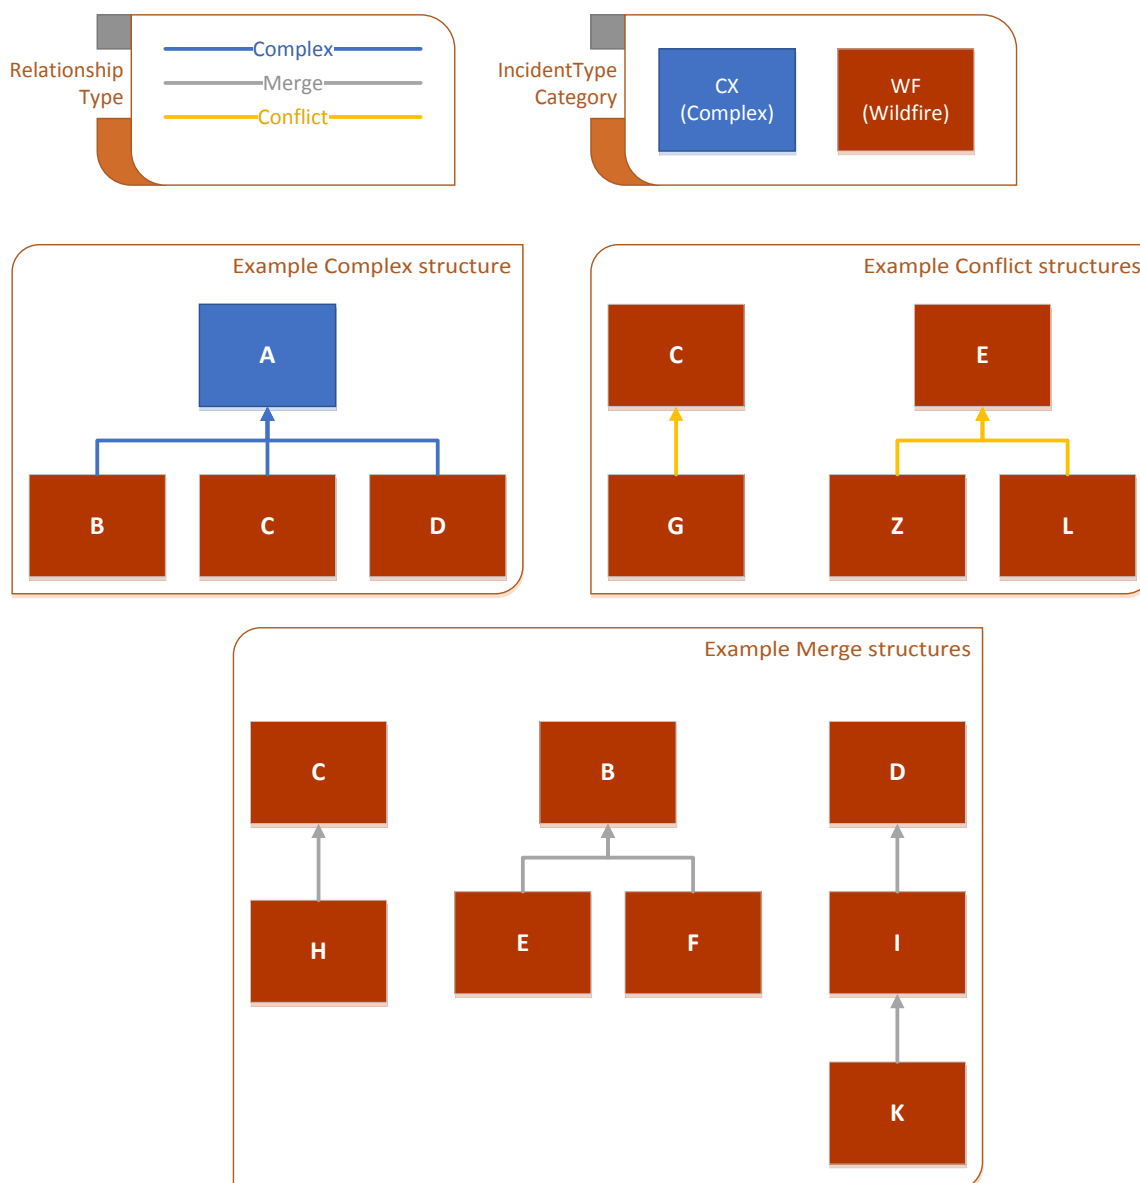 Relationship
Type
Complex
Merge
Conflict
IncidentType
Category
CX
(Complex)
WF
(Wildfire)
Example Complex structure
A
B
C
D
Example Conflict structures
C
E
G
Z
L
Example Merge structures
C
B
D
H
E
F
I
K